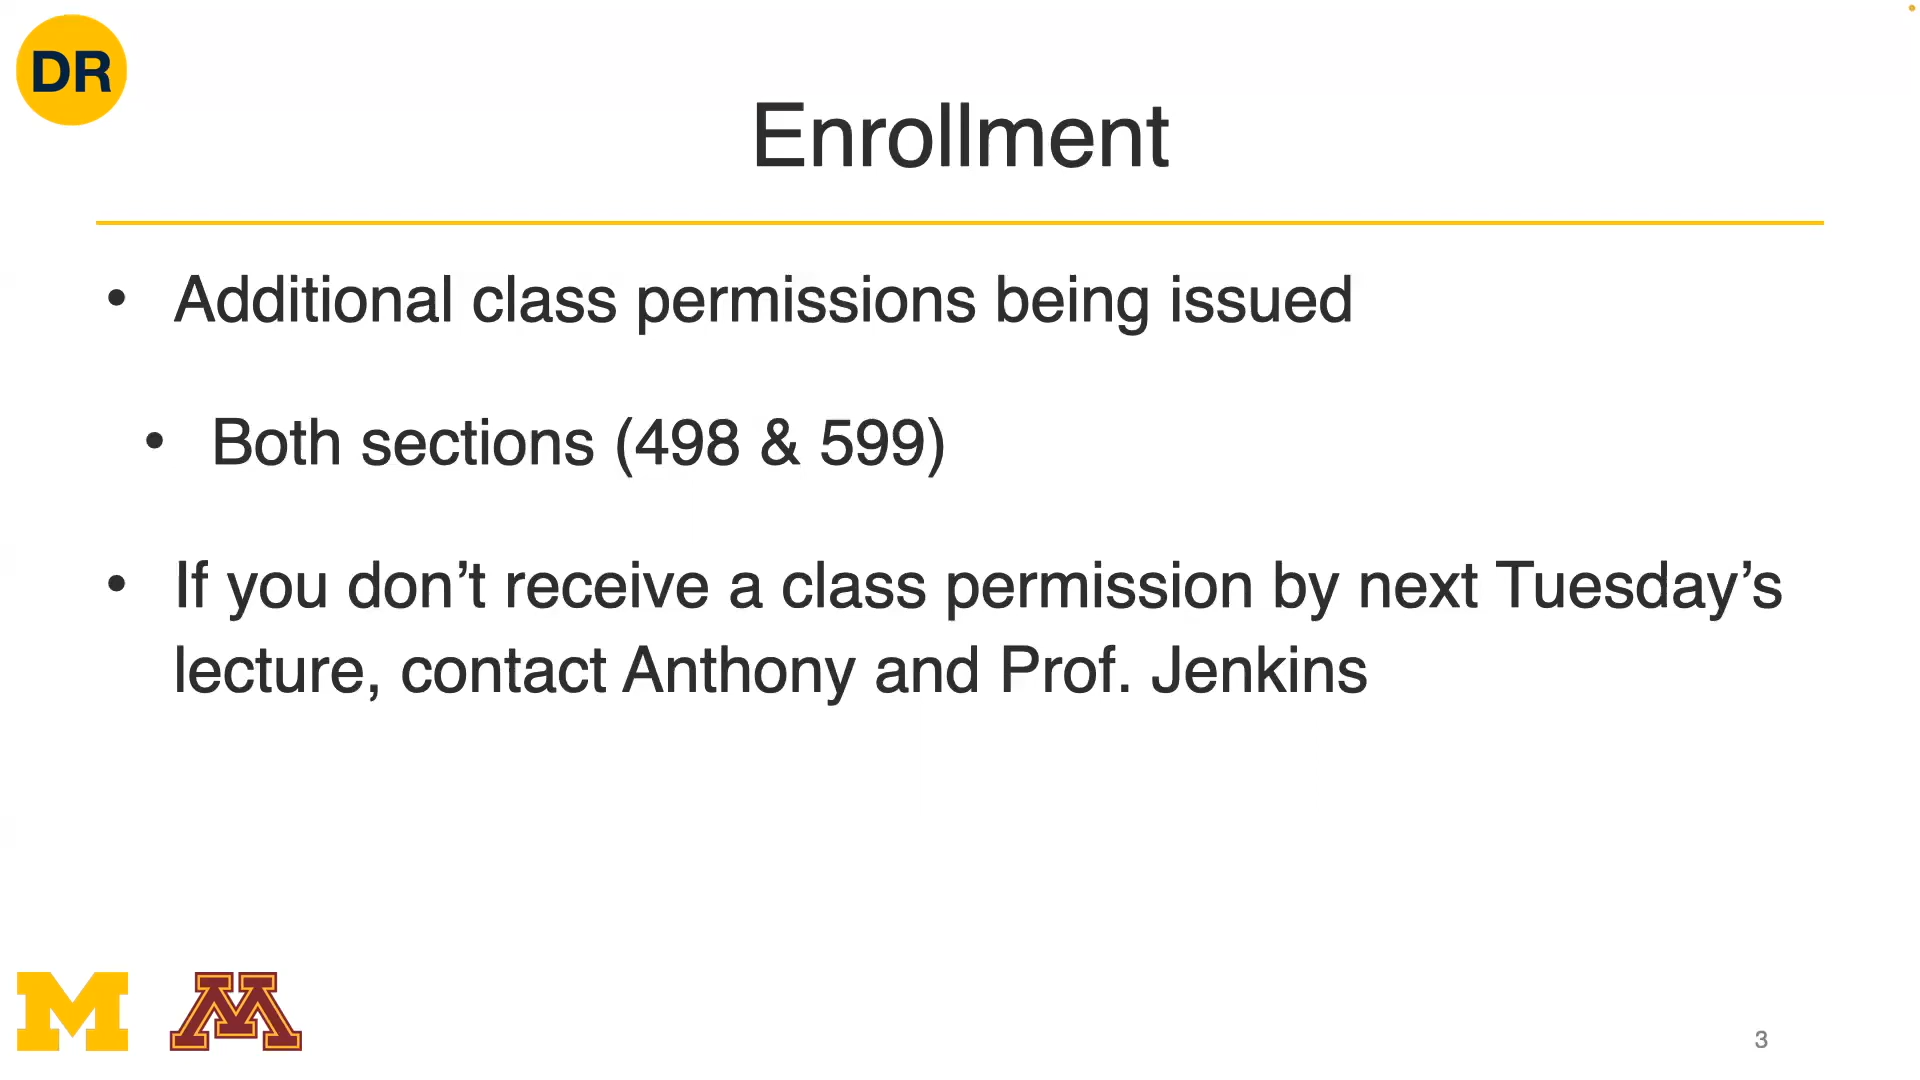 DR
Enrollment
• Additional class permissions being issued
• Both sections (498 & 599)
• If you don’t receive a class permission by next Tuesday’s
lecture, contact Anthony and Prof. Jenkins
M M
3